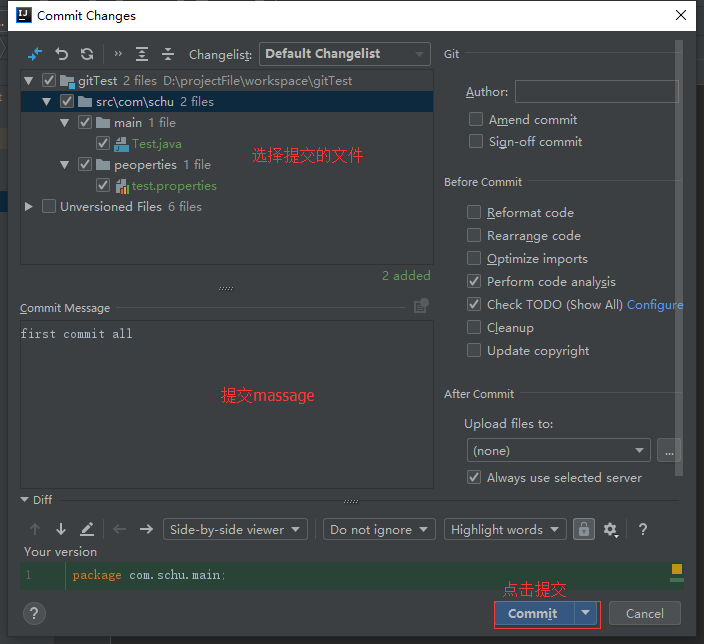 Commit Changes
Changelist: Default Changelist
gitTest 2 files D:\projectFile\workspace\gitTest
src\com\schu 2 files
main 1 file
Test.java
peoperties 1 file
test.properties
Unversioned Files 6 files
选择提交的文件
2 added
Commit Message
first commit all
提交massage
Git
Author:
Amend commit
Sign-off commit
Before Commit
Reformat code
Rearrange code
Optimize imports
Perform code analysis
Check TODO (Show All) Configure
Cleanup
Update copyright
After Commit
Upload files to:
(none)
...
Always use selected server
Diff
Side-by-side viewer
Do not ignore
Highlight words
?
Your version
1 package com.schu.main;
点击提交
?
Commit
Cancel